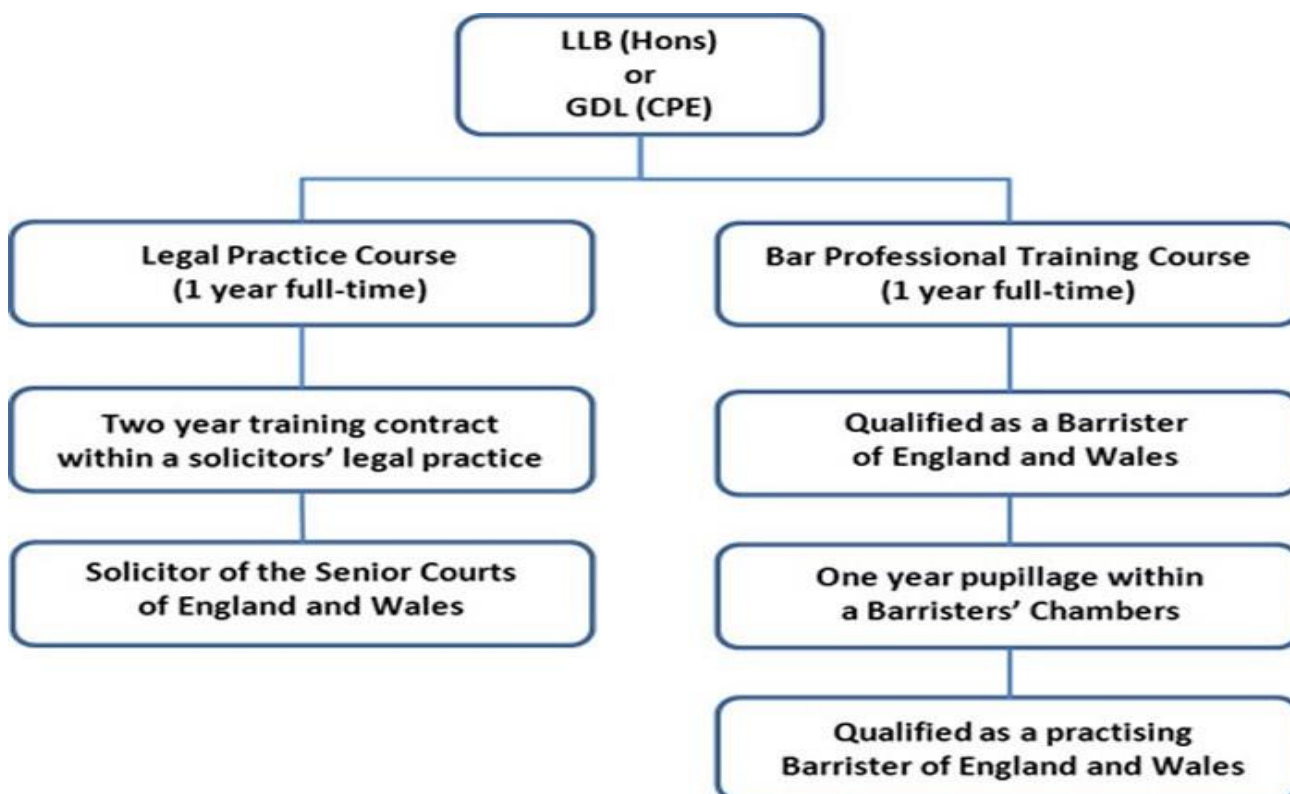 LLB (Hons)
or
GDL (CPE)
Legal Practice Course
(1 year full-time)
Two year training contract
within a solicitors’ legal practice
Solicitor of the Senior Courts
of England and Wales
Bar Professional Training Course
(1 year full-time)
Qualified as a Barrister
of England and Wales
One year pupillage within
a Barristers’ Chambers
Qualified as a practising
Barrister of England and Wales